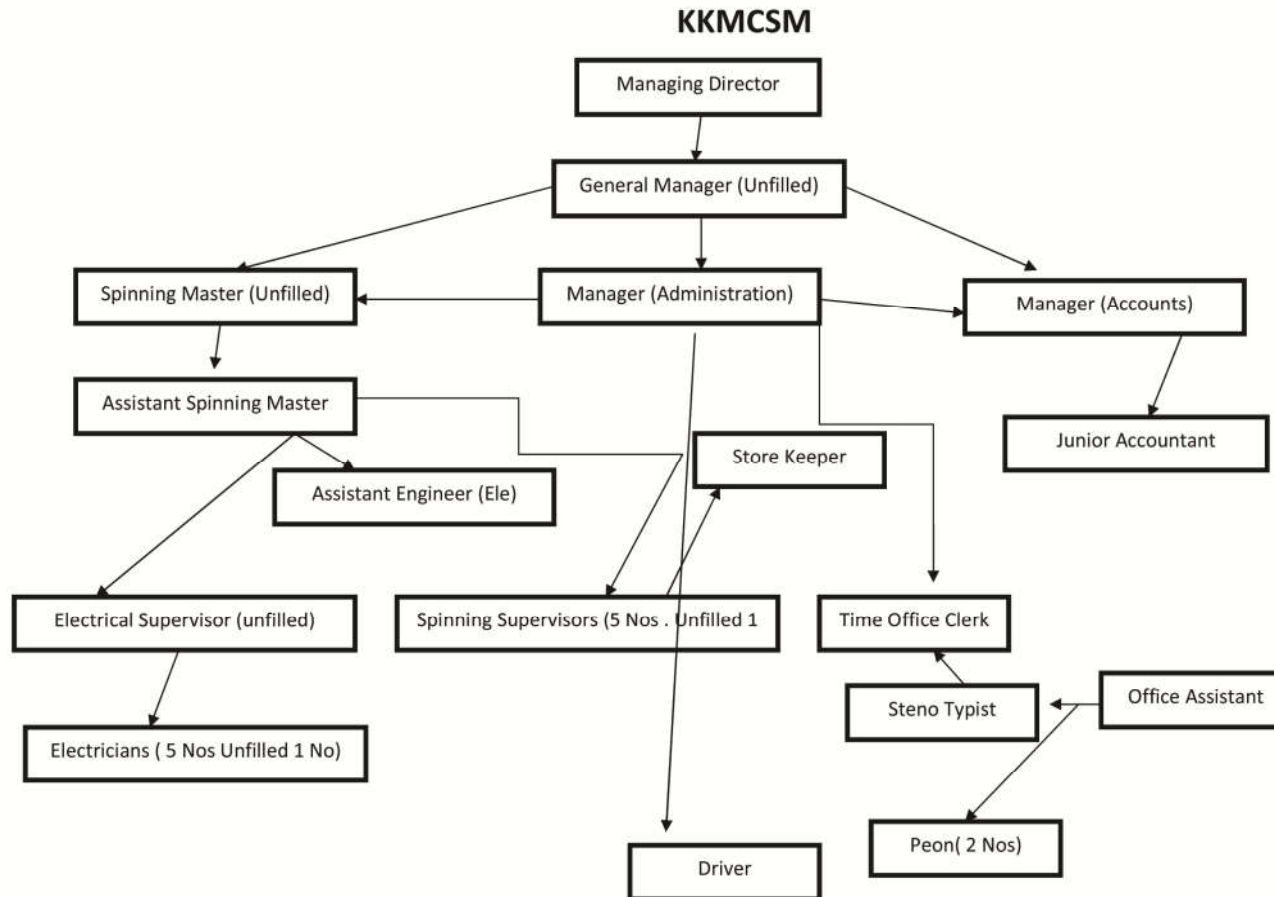 KKMCSM
Managing Director
General Manager (Unfilled)
Spinning Master (Unfilled)
Manager (Administration)
Manager (Accounts)
Assistant Spinning Master
Junior Accountant
Store Keeper
Assistant Engineer (Ele)
Electrical Supervisor (unfilled)
Spinning Supervisors (5 Nos . Unfilled 1
Time Office Clerk
Steno Typist
Office Assistant
Electricians ( 5 Nos Unfilled 1 No)
Peon( 2 Nos)
Driver